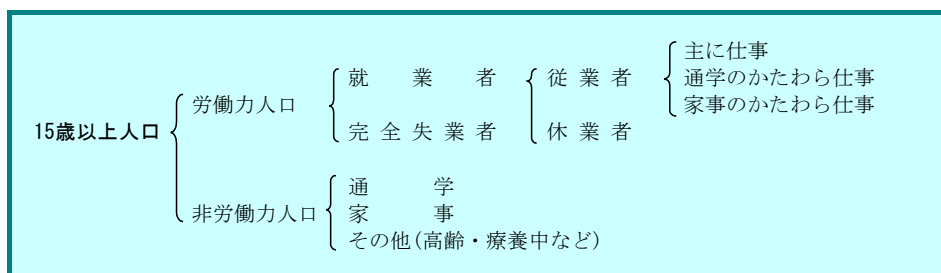 主に仕事
就業者
従業者
通学のかたわら仕事
労働力人口
家事のかたわら仕事
15歳以上人口
完全失業者
休業者
通学
非労働力人口
家事
その他(高齢・療養中など)